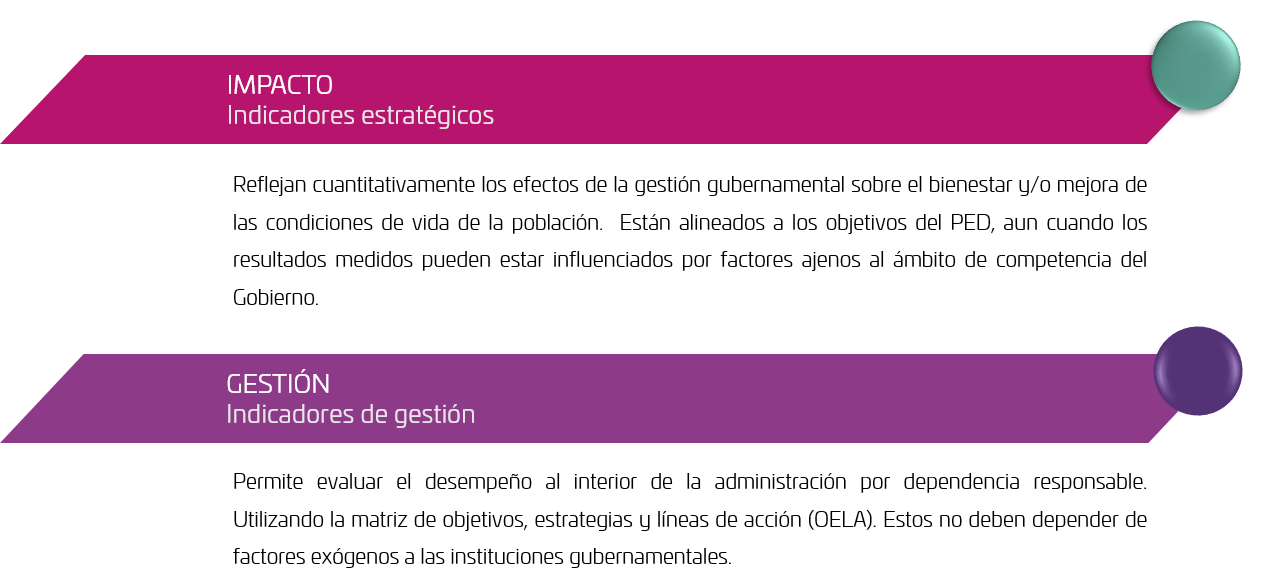 IMPACTO
Indicadores estratégicos
Reflejan cuantitativamente los efectos de la gestión gubernamental sobre el bienestar y/o mejora de
las condiciones de vida de la población.  Están alineados a los objetivos del PED, aun cuando los
resultados medidos pueden estar influenciados por factores ajenos al ámbito de competencia del
Gobierno.
GESTIÓN
Indicadores de gestión
Permite evaluar el desempeño al interior de la administración por dependencia responsable.
Utilizando la matriz de objetivos, estrategias y líneas de acción (OELA). Estos no deben depender de
factores exógenos a las instituciones gubernamentales.